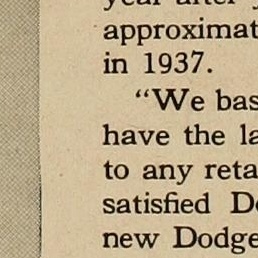 year after
approximat
in 1937.
“We bas
have the la
to any reta
satisfied D
new Dodge